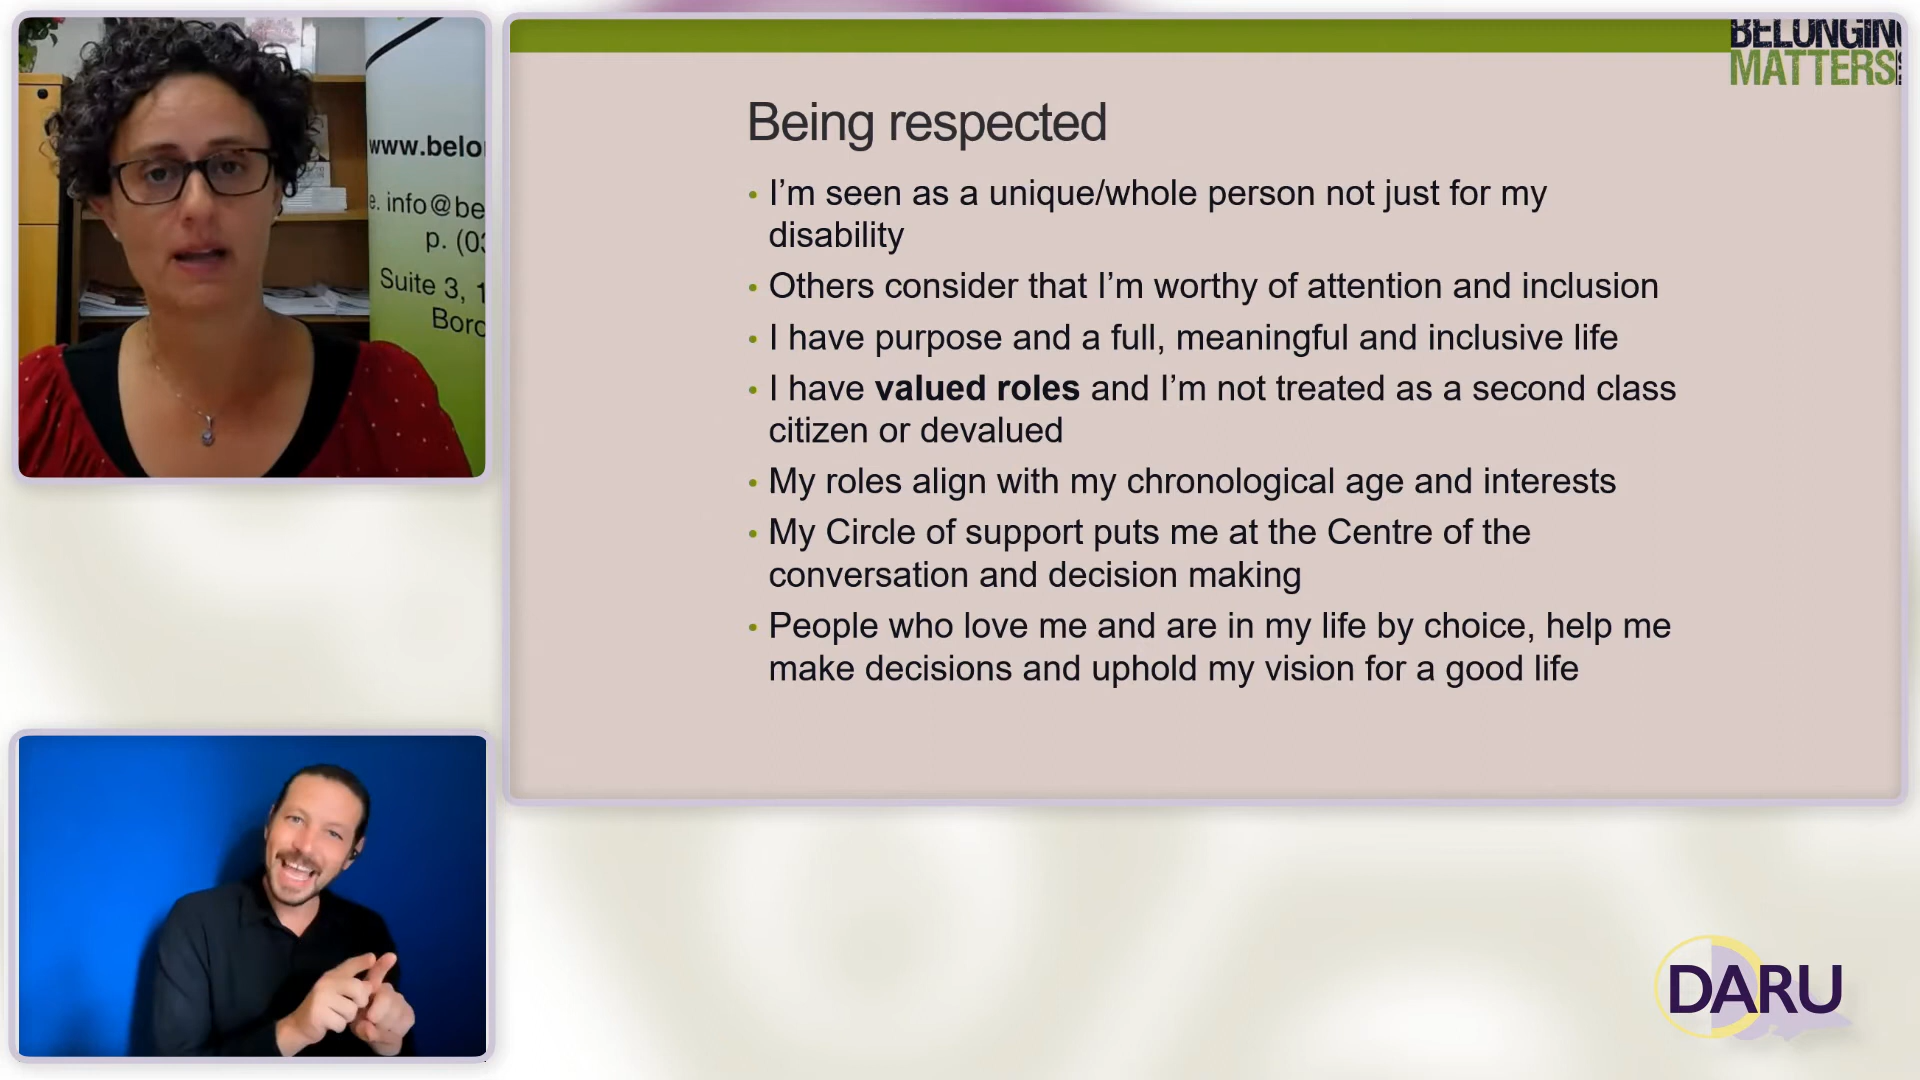 www.belo
e. info@be
p. (03
Suite 3, 1
Boro
BELONGING
MATTERS
Being respected
• I’m seen as a unique/whole person not just for my
disability
• Others consider that I’m worthy of attention and inclusion
• I have purpose and a full, meaningful and inclusive life
• I have valued roles and I’m not treated as a second class
citizen or devalued
• My roles align with my chronological age and interests
• My Circle of support puts me at the Centre of the
conversation and decision making
• People who love me and are in my life by choice, help me
make decisions and uphold my vision for a good life
DARU